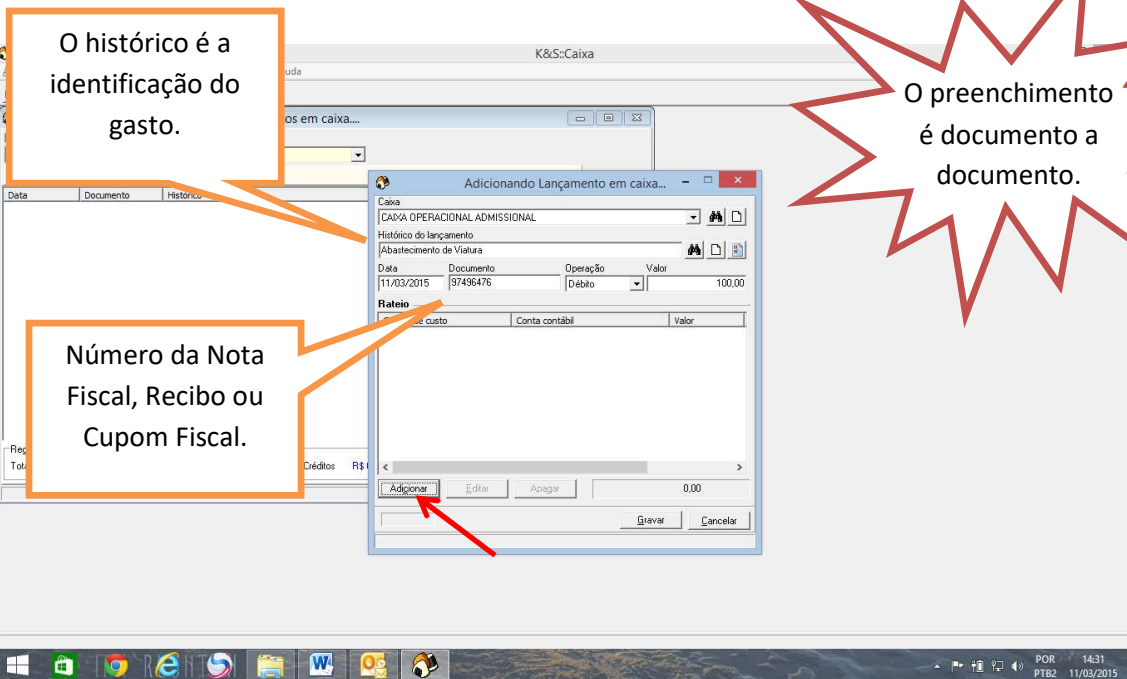 O histórico é a
identificação do
gasto.
K&S::Caixa
uda
O preenchimento
é documento a
documento.
os em caixa....
Data Documento Histórico
Adicionando Lançamento em caixa...
Caixa
CAIXA OPERACIONAL ADMISSIONAL
Histórico do lançamento
Abastecimento de Viatura
Data Documento Operação Valor
11/03/2015 97496476 Débito 100,00
Rateio
de custo Conta contábil Valor
Número da Nota
Fiscal, Recibo ou
Cupom Fiscal.
Créditos R$
Adicionar Editar Apagar 0,00
Gravar Cancelar
POR 14:31
PTB2 11/03/2015